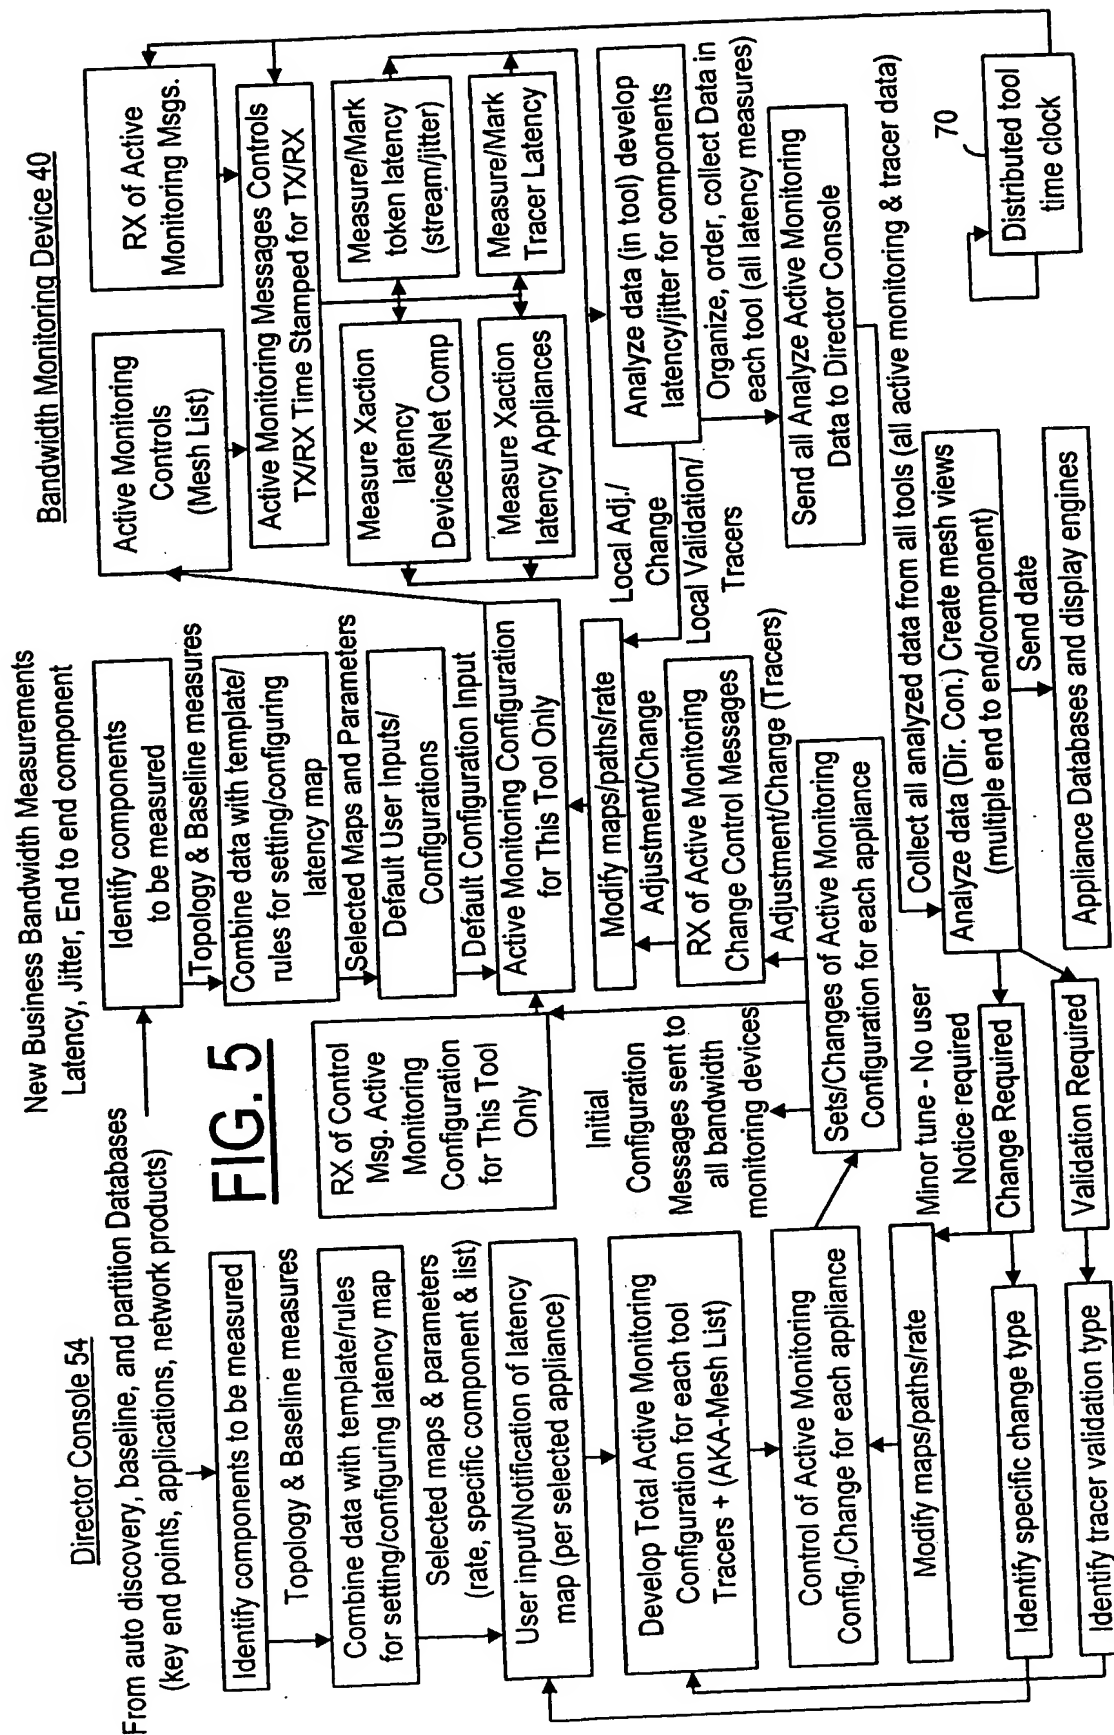 New Business Bandwidth Measurements
Latency, Jitter, End to end component
Director Console 54
From auto discovery, baseline, and partition Databases
(key end points, applications, network products)
Identify components to be measured
Topology & Baseline measures
Combine data with template/rules
for setting/configuring latency map
Selected maps & parameters
(rate, specific component & list)
User input/Notification of latency
map (per selected appliance)
Develop Total Active Monitoring
Configuration for each tool
Tracers + (AKA-Mesh List)
Control of Active Monitoring
Config./Change for each appliance
Modify maps/paths/rate
Identify specific change type
Identify tracer validation type
FIG. 5
RX of Control
Msg. Active
Monitoring
Configuration
for This Tool
Only
Initial
Configuration
Messages sent to
all bandwidth
monitoring devices
Sets/Changes of Active Monitoring
Configuration for each appliance
Minor tune - No user
Notice required
Change Required
Validation Required
Identify components
to be measured
Topology & Baseline measures
Combine data with template/
rules for setting/configuring
latency map
Selected Maps and Parameters
Default User Inputs/
Configurations
Default Configuration Input
Active Monitoring Configuration
for This Tool Only
Modify maps/paths/rate
Adjustment/Change
RX of Active Monitoring
Change Control Messages
Adjustment/Change (Tracers)
Bandwidth Monitoring Device 40
Active Monitoring
Controls
(Mesh List)
RX of Active
Monitoring Msgs.
Active Monitoring Messages Controls
TX/RX Time Stamped for TX/RX
Measure Xaction
latency
Devices/Net Comp
Measure/Mark
token latency
(stream/jitter)
Measure Xaction
latency Appliances
Measure/Mark
Tracer Latency
Local Adj./
Change
Local Validation/
Tracers
Analyze data (in tool) develop
latency/jitter for components
Organize, order, collect Data in
each tool (all latency measures)
Send all Analyze Active Monitoring
Data to Director Console
Collect all analyzed data from all tools (all active monitoring & tracer data)
Analyze data (Dir. Con.) Create mesh views
(multiple end to end/component)
Send date
Appliance Databases and display engines
70
Distributed tool
time clock